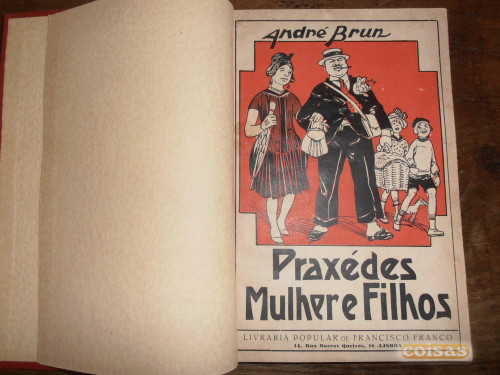 André Brun
Praxédes
Mulher e Filhos
LIVRARIA POPULAR DE FRANCISCO FRANCO
14, Rua Barros Queiroz, 16-LISBOA
coisas